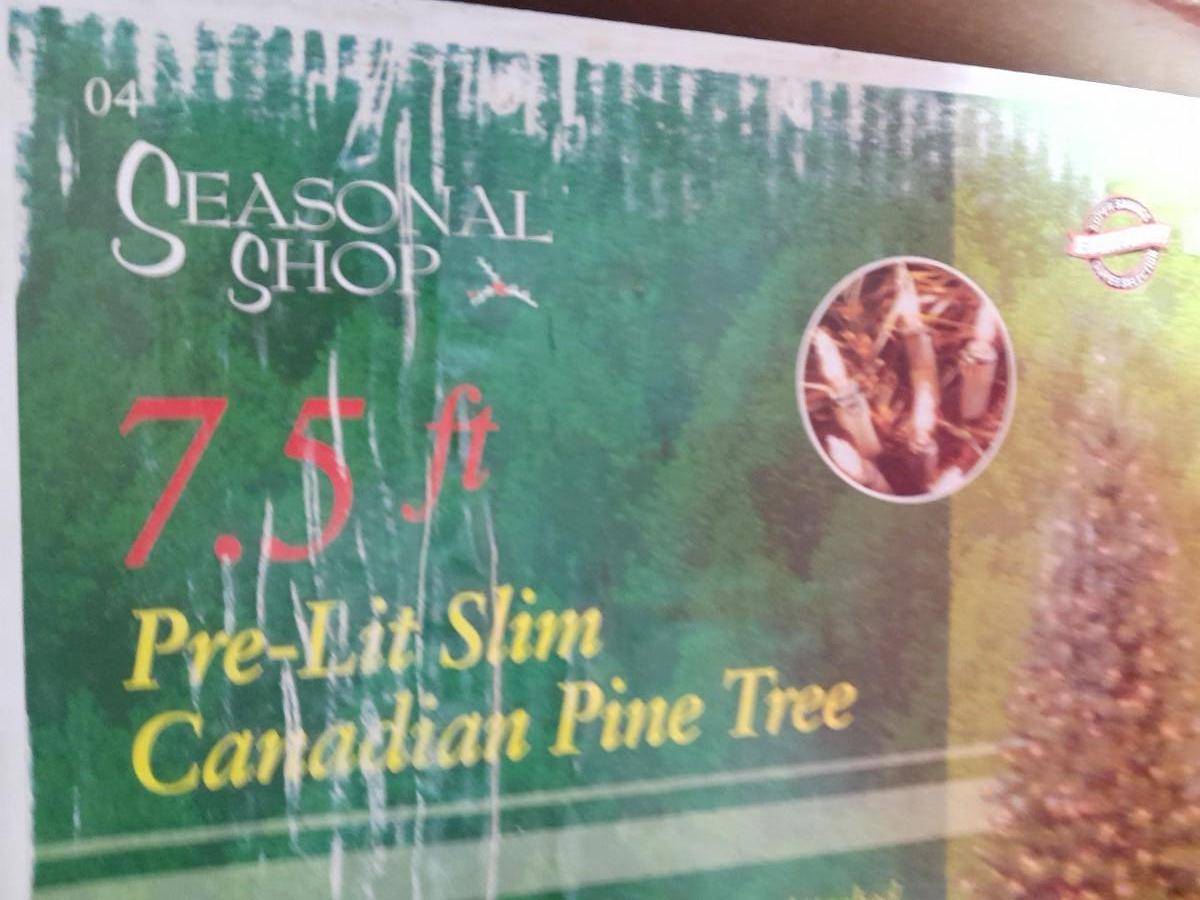 04
SEASONAL
SHOP
7.5 ft
Pre-Lit Slim
Canadian Pine Tree